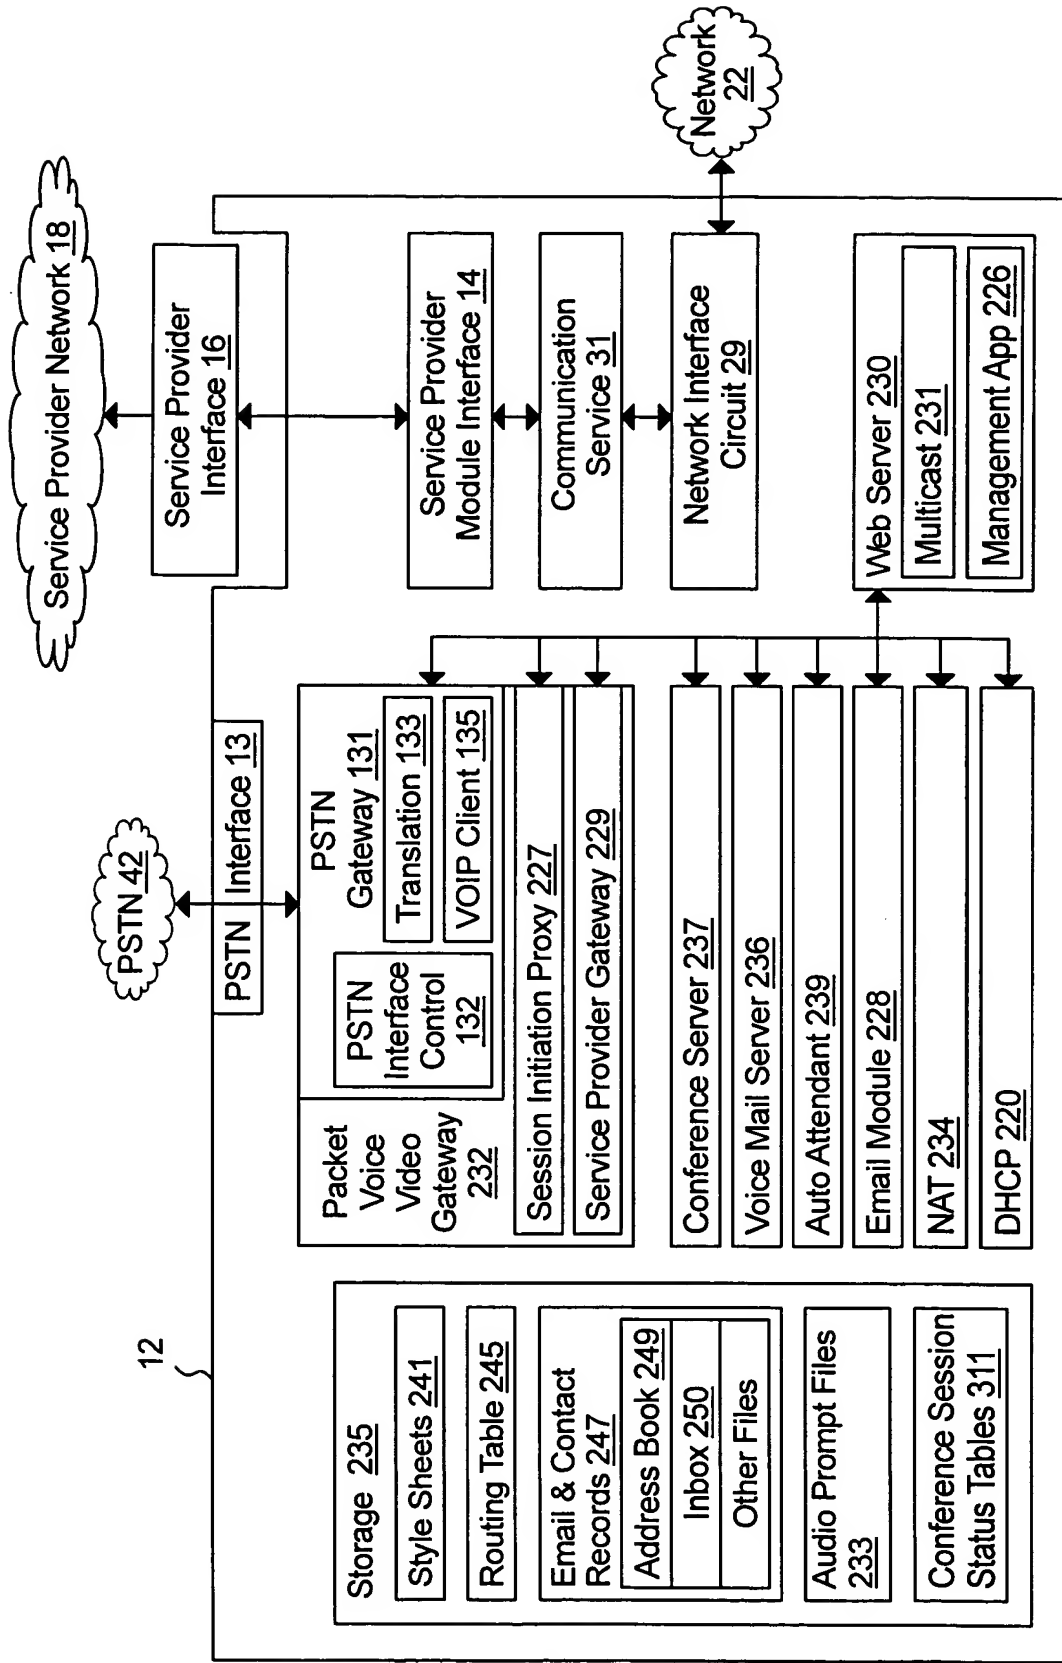 12
Storage 235
Style Sheets 241
Routing Table 245
Email & Contact
Records 247
Address Book 249
Inbox 250
Other Files
Audio Prompt Files
233
Conference Session
Status Tables 311
PSTN 42
PSTN Interface 13
Packet
Voice
Video
Gateway
232
PSTN
Interface
Control
132
PSTN
Gateway 131
Translation 133
VOIP Client 135
Session Initiation Proxy 227
Service Provider Gateway 229
Conference Server 237
Voice Mail Server 236
Auto Attendant 239
Email Module 228
NAT 234
DHCP 220
Service Provider Network 18
Service Provider
Interface 16
Service Provider
Module Interface 14
Communication
Service 31
Network Interface
Circuit 29
Network
22
Web Server 230
Multicast 231
Management App 226